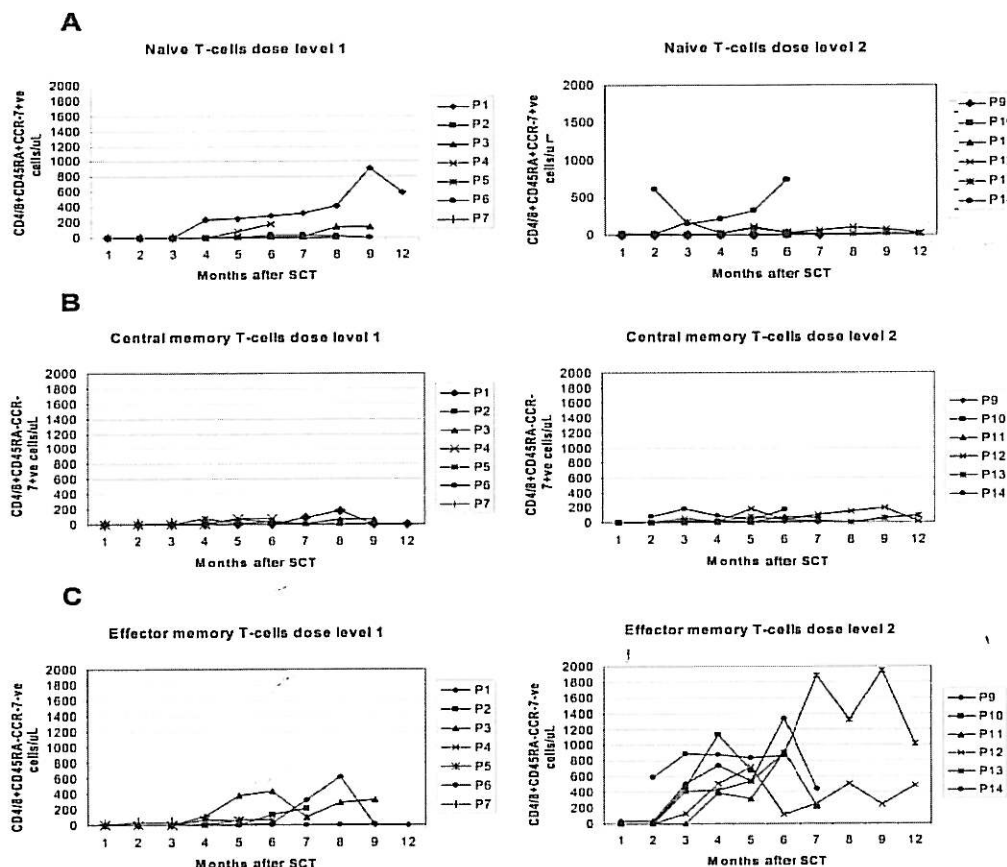 A
Naive T-cells dose level 1
CD4/8+CD45RA+CCR-7+ve
cells/uL
2000
1800
1600
1400
1200
1000
800
600
400
200
0
1 2 3 4 5 6 7 8 9 12
Months after SCT
P1
P2
P3
P4
P5
P6
P7
Naive T-cells dose level 2
CD4/8+CD45RA+CCR-7+ve
2000
1500
1000
500
0
1 2 3 4 5 6 7 8 9 12
Months after SCT
P9
B
Central memory T-cells dose level 1
CD4/8+CD45RA-CCR-
7+ve cells/uL
2000
1800
1600
1400
1200
1000
800
600
400
200
0
1 2 3 4 5 6 7 8 9 12
Months after SCT
P1
P2
P3
P4
P5
P6
P7
Central memory T-cells dose level 2
CD4/8+CD45RA-CCR-
7+ve cells/uL
2000
1800
1600
1400
1200
1000
800
600
400
200
0
1 2 3 4 5 6 7 8 9 12
Months after SCT
P9
P10
P11
P12
P13
P14
C
Effector memory T-cells dose level 1
CD4/8+CD45RA-CCR-7-ve
cells/uL
2000
1800
1600
1400
1200
1000
800
600
400
200
0
1 2 3 4 5 6 7 8 9 12
Months after SCT
P1
P2
P3
P4
P5
P6
P7
Effector memory T-cells dose level 2
CD4/8+CD45RA-CCR-7-ve
cells/uL
2000
1800
1600
1400
1200
1000
800
600
400
200
0
1 2 3 4 5 6 7 8 9 12
Months after SCT
P9
P10
P11
P12
P13
P14